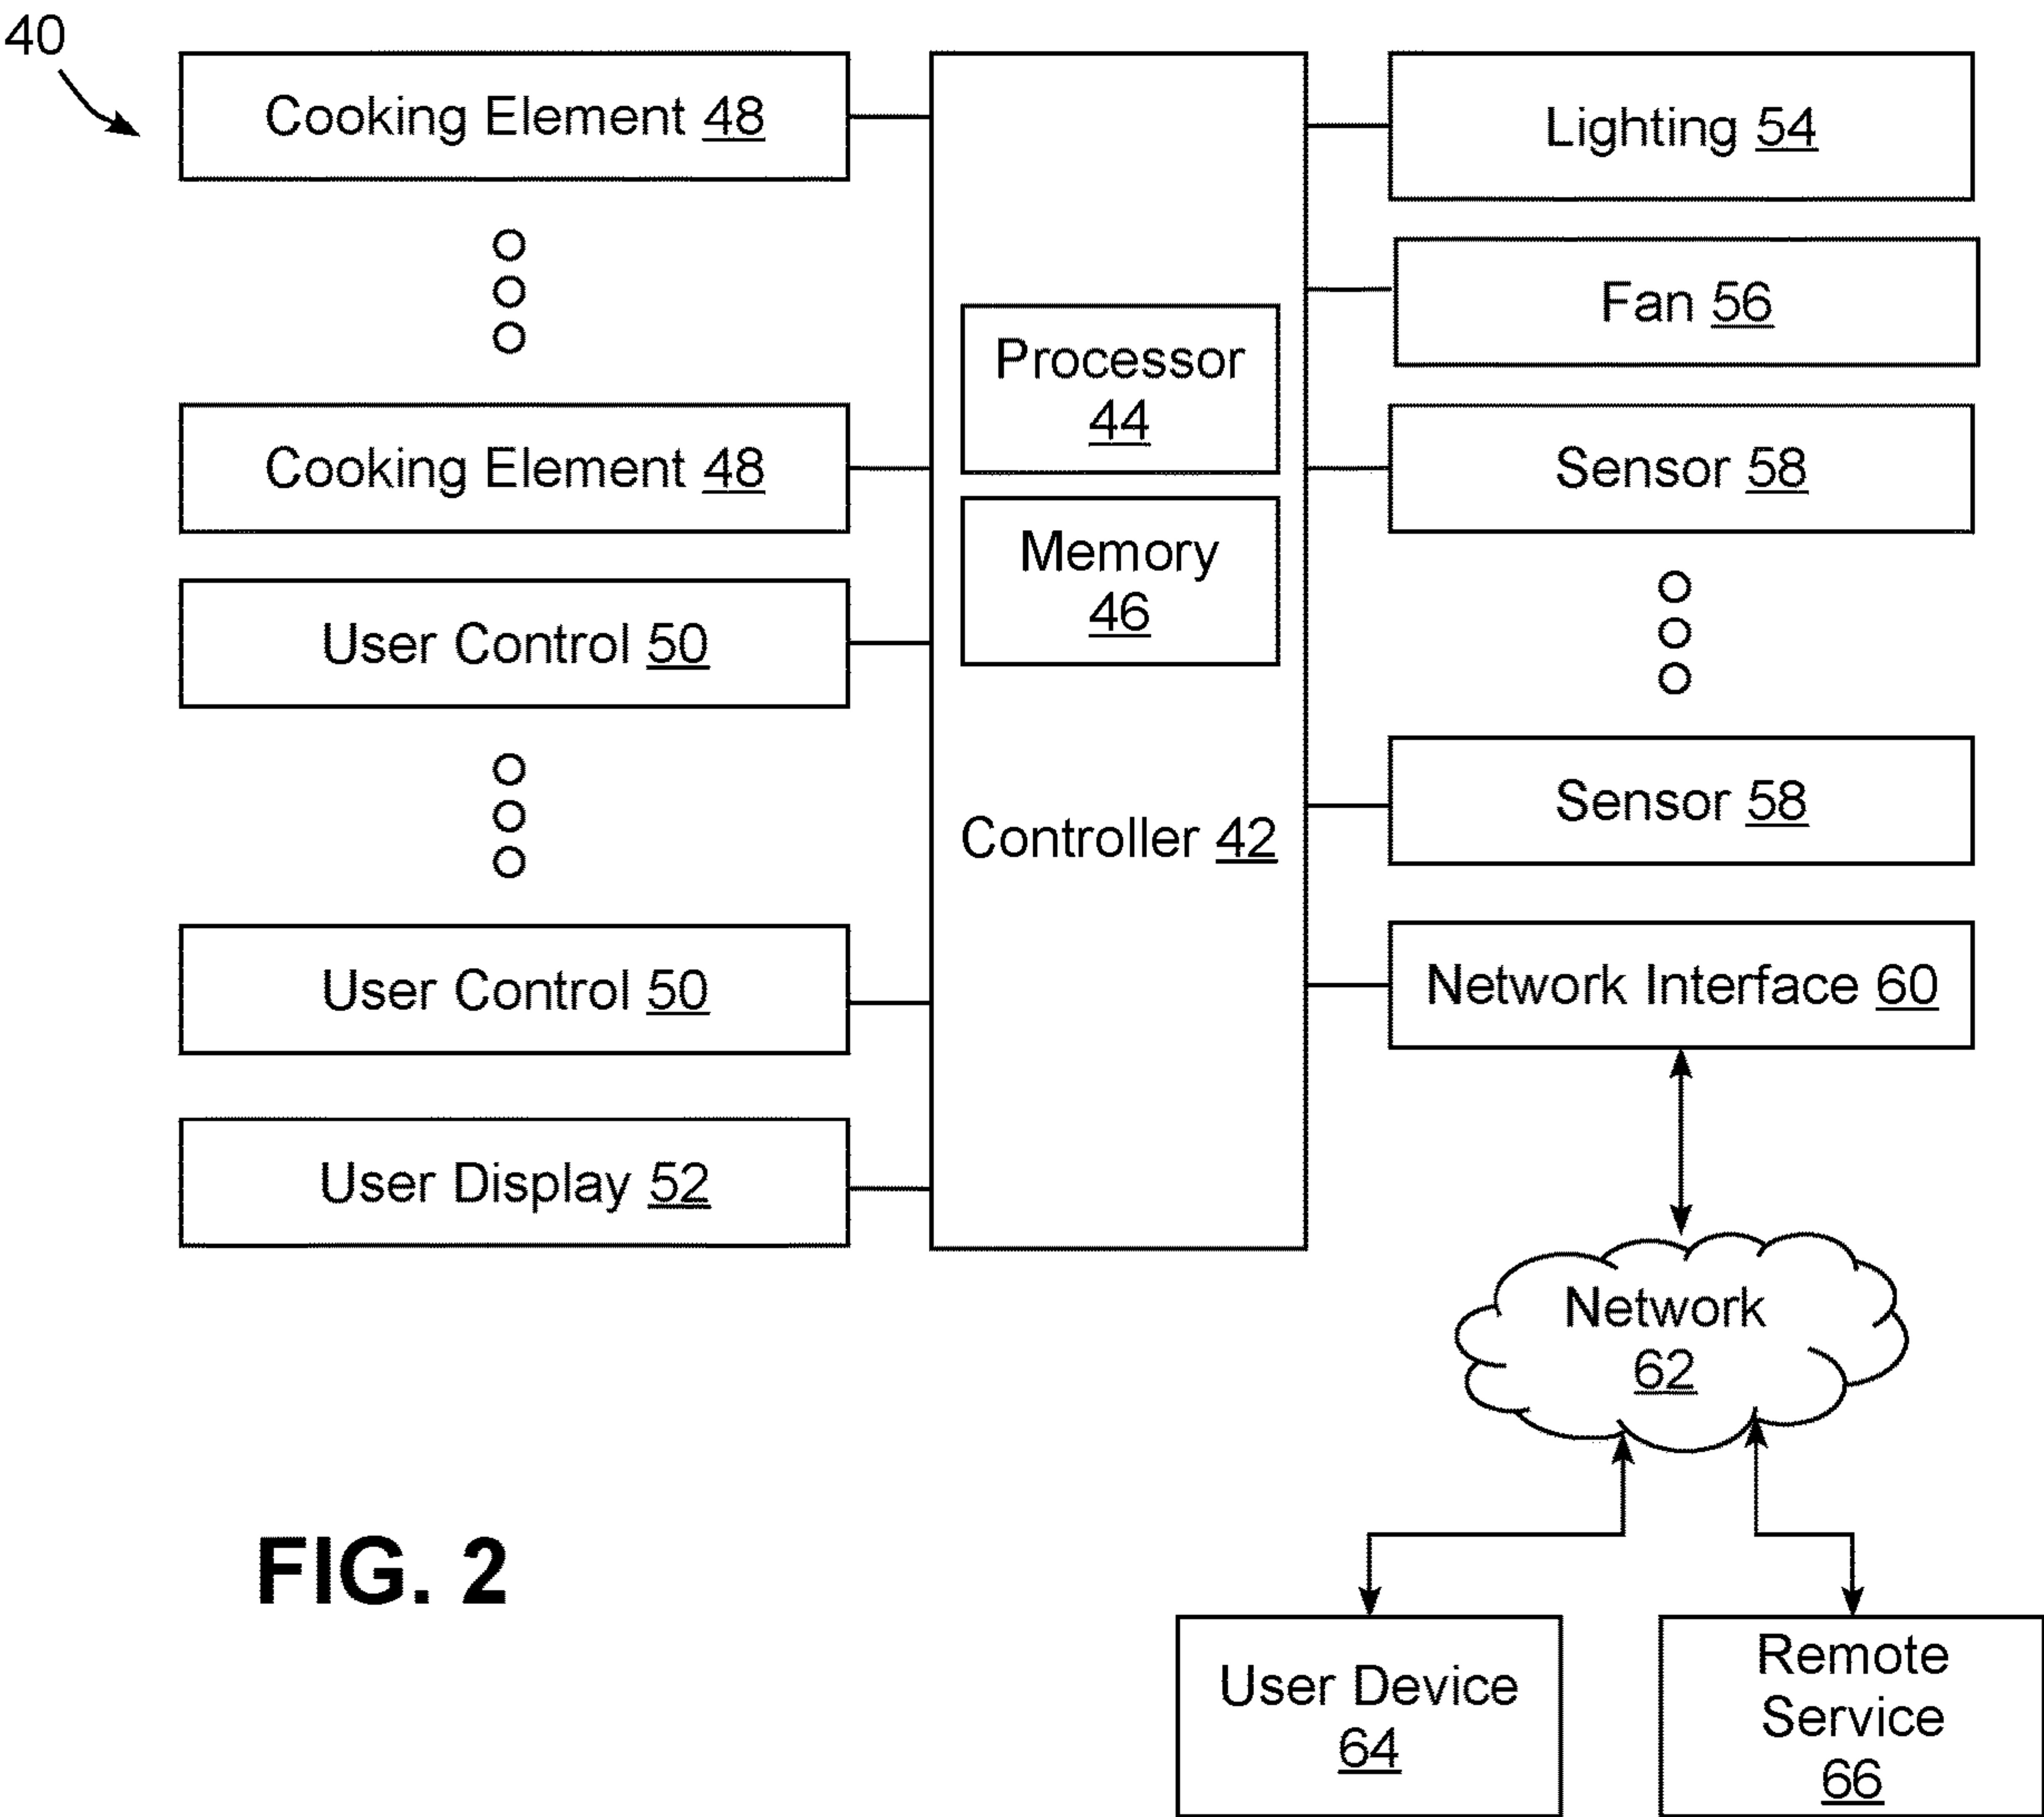 40
Cooking Element 48
Cooking Element 48
User Control 50
User Control 50
User Display 52
Processor
44
Memory
46
Controller 42
Lighting 54
Fan 56
Sensor 58
Sensor 58
Network Interface 60
Network
62
User Device
64
Remote
Service
66
FIG. 2